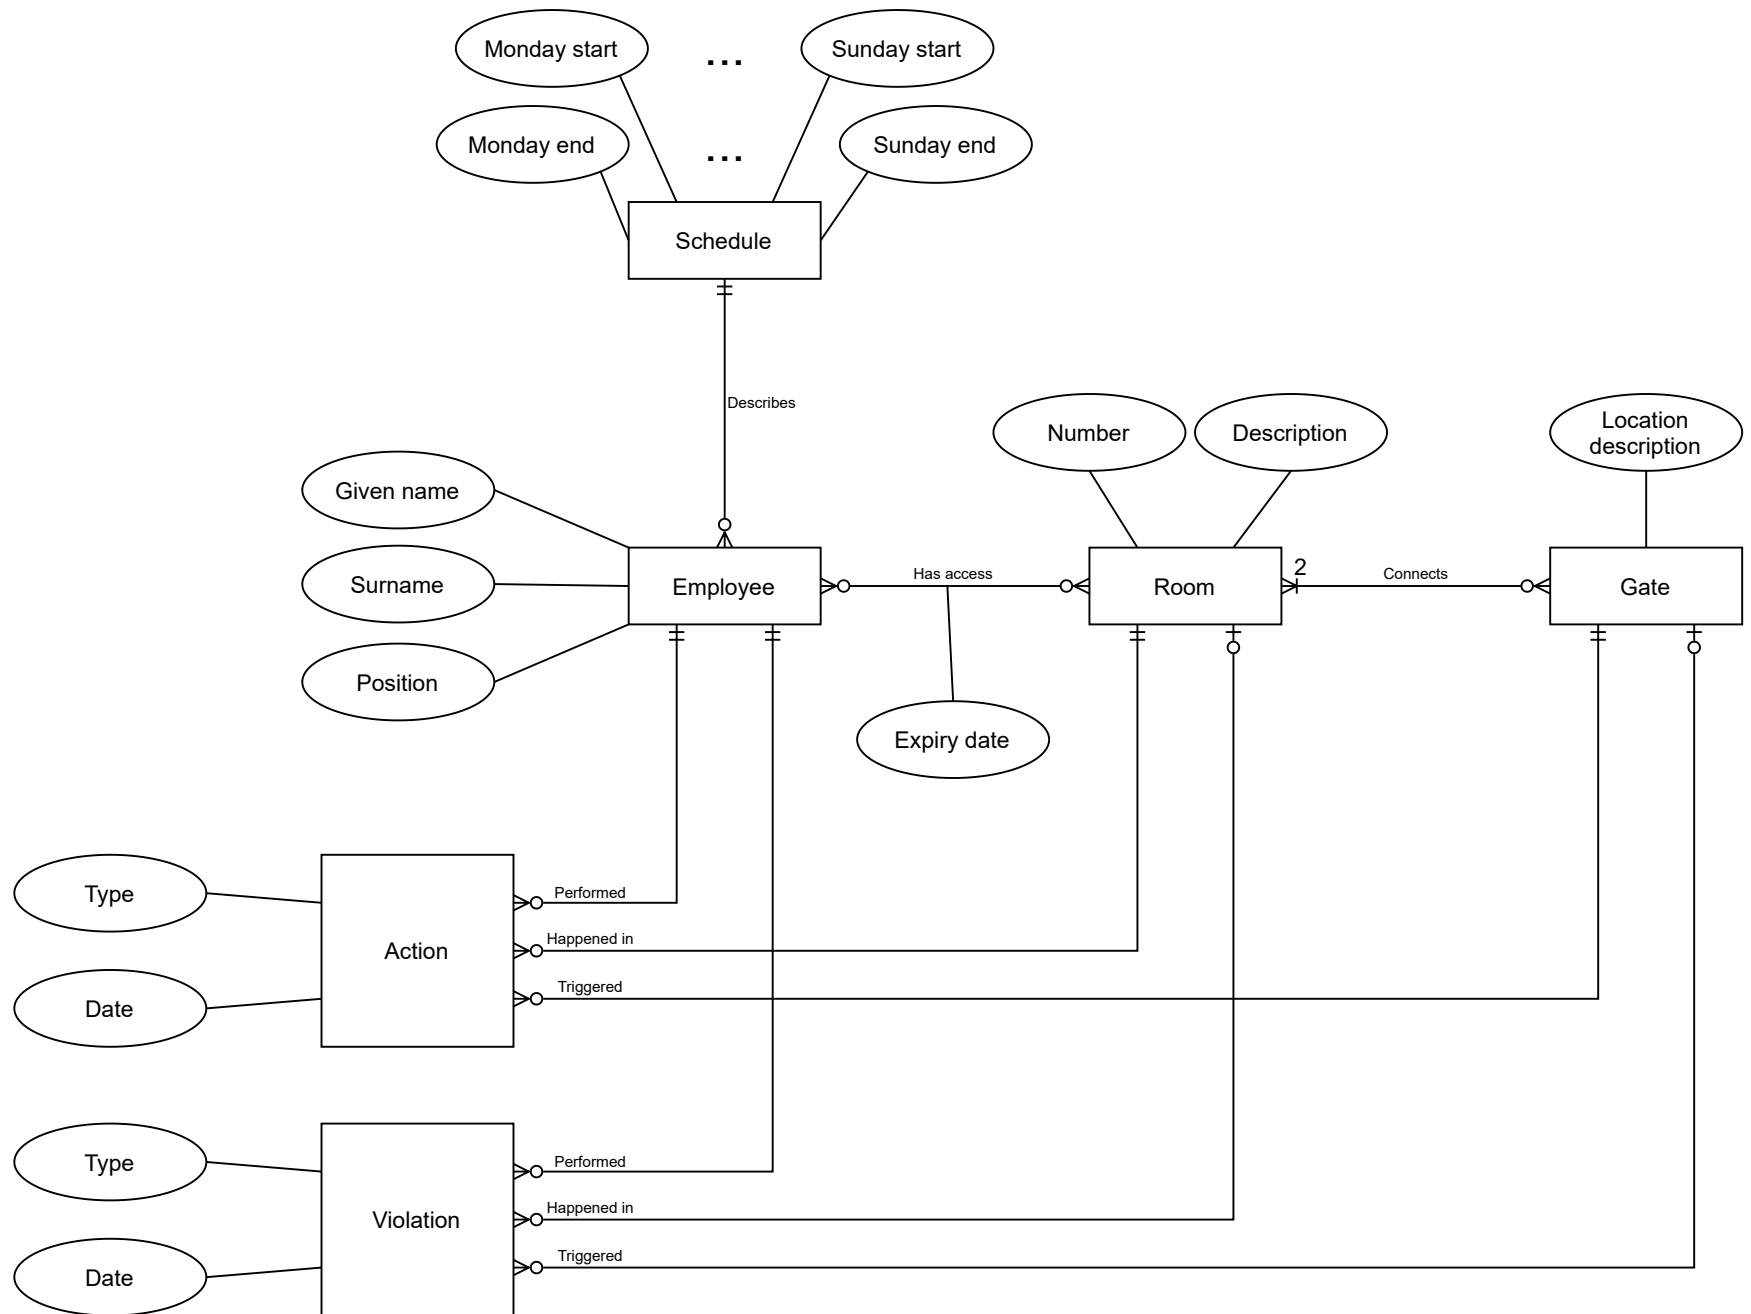 Monday start
...
Sunday start
Monday end
...
Sunday end
Schedule
Describes
Number
Description
Location
description
Given name
Surname
Employee
Has access
Room
2
Connects
Gate
Position
Expiry date
Type
Performed
Action
Happened in
Date
Triggered
Type
Performed
Violation
Happened in
Date
Triggered